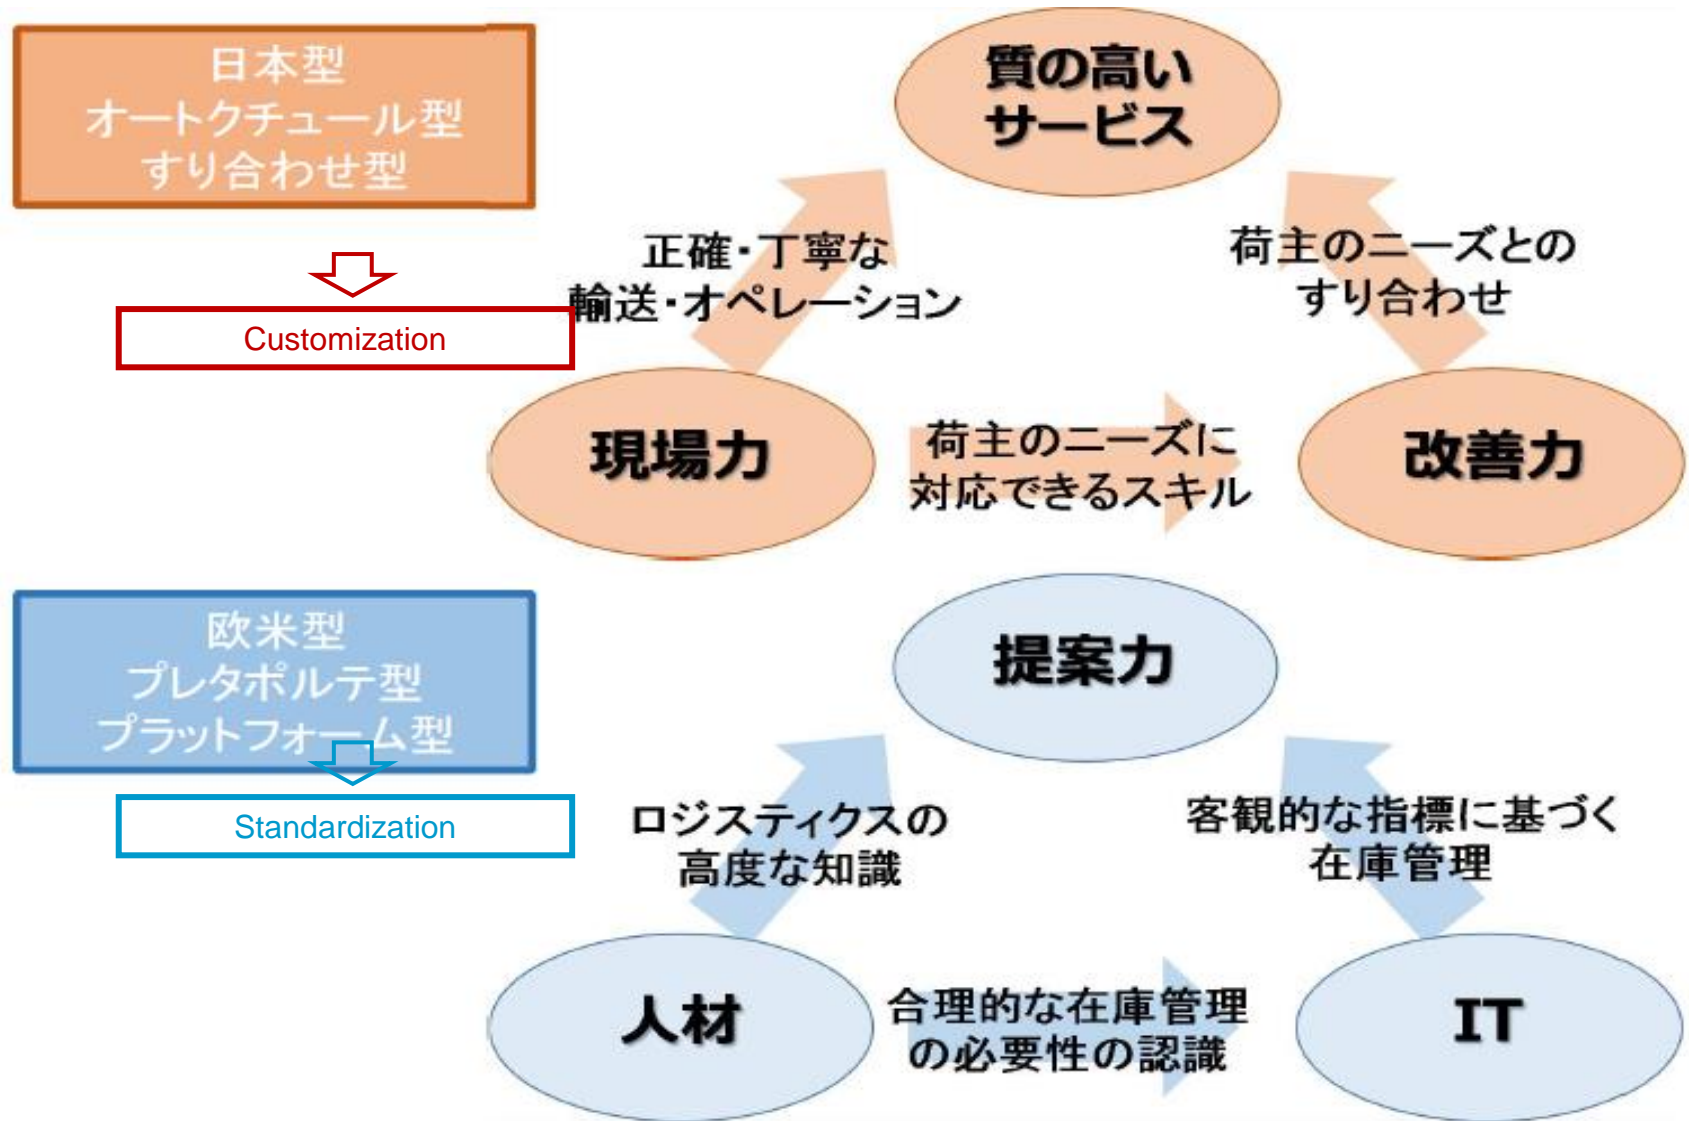 日本型
オートクチュール型
すり合わせ型
Customization
質の高い
サービス
正確・丁寧な
輸送・オペレーション
荷主のニーズとの
すり合わせ
現場力
荷主のニーズに
対応できるスキル
改善力
欧米型
プレタポルテ型
プラットフォーム型
Standardization
提案力
ロジスティクスの
高度な知識
客観的な指標に基づく
在庫管理
人材
合理的な在庫管理
の必要性の認識
IT